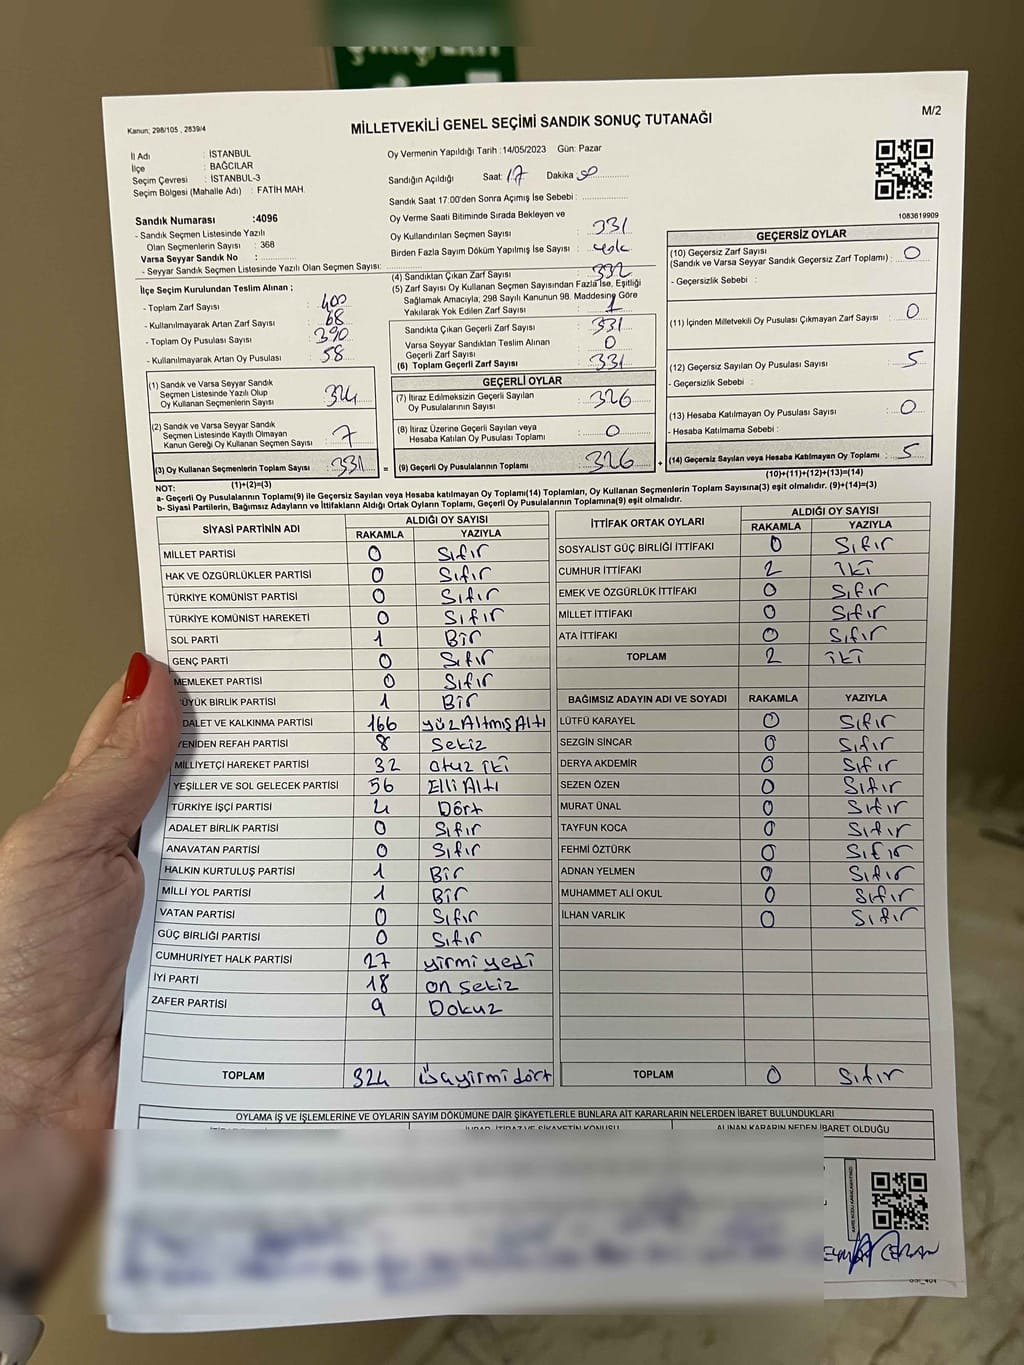 Kanun; 298/105 , 2839/4
MİLLETVEKİLİ GENEL SEÇİMİ SANDIK SONUÇ TUTANAĞI
M/2
İl Adı : İSTANBUL
İlçe : BAĞCILAR
Seçim Çevresi : İSTANBUL-3
Seçim Bölgesi (Mahalle Adı) : FATİH MAH.
Oy Vermenin Yapıldığı Tarih :14/05/2023 Gün: Pazar
Sandığın Açıldığı Saat: 17 Dakika:
Sandık Saat 17:00'den Sonra Açımış İse Sebebi :
Oy Verme Saati Bitiminde Sırada Bekleyen ve
Oy Kullandırılan Seçmen Sayısı : 331
Birden Fazla Sayım Döküm Yapılmış İse Sayısı : yok
1083619909
Sandık Numarası :4096
- Sandık Seçmen Listesinde Yazılı
Olan Seçmenlerin Sayısı : 368
Varsa Seyyar Sandık No :
- Seyyar Sandık Seçmen Listesinde Yazılı Olan Seçmen Sayısı:
İlçe Seçim Kurulundan Teslim Alınan ;
- Toplam Zarf Sayısı : 400
- Kullanılmayarak Artan Zarf Sayısı : 68
- Toplam Oy Pusulası Sayısı : 390
- Kullanılmayarak Artan Oy Pusulası : 58
(1) Sandık ve Varsa Seyyar Sandık
Seçmen Listesinde Yazılı Olup
Oy Kullanan Seçmenlerin Sayısı : 324
(2) Sandık ve Varsa Seyyar Sandık
Seçmen Listesinde Kayıtlı Olmayan
Kanun Gereği Oy Kullanan Seçmen Sayısı : 7
(3) Oy Kullanan Seçmenlerin Toplam Sayısı : 331
(1)+(2)=(3)
(4) Sandıktan Çıkan Zarf Sayısı : 332
(5) Zarf Sayısı Oy Kullanan Seçmen Sayısından Fazla İse, Eşitliği
Sağlamak Amacıyla; 298 Sayılı Kanunun 98. Maddesine Göre
Yakılarak Yok Edilen Zarf Sayısı : 1
Sandıkta Çıkan Geçerli Zarf Sayısı : 331
Varsa Seyyar Sandıktan Teslim Alınan
Geçerli Zarf Sayısı : 0
(6) Toplam Geçerli Zarf Sayısı : 331
GEÇERLİ OYLAR
(7) İtiraz Edilmeksizin Geçerli Sayılan
Oy Pusulalarının Sayısı : 326
(8) İtiraz Üzerine Geçerli Sayılan veya
Hesaba Katılan Oy Pusulası Toplamı : 0
= (9) Geçerli Oy Pusulalarının Toplamı : 326
GEÇERSİZ OYLAR
(10) Geçersiz Zarf Sayısı
(Sandık ve Varsa Seyyar Sandık Geçersiz Zarf Toplamı) : 0
- Geçersizlik Sebebi :
(11) İçinden Milletvekili Oy Pusulası Çıkmayan Zarf Sayısı : 0
(12) Geçersiz Sayılan Oy Pusulası Sayısı : 5
- Geçersizlik Sebebi :
(13) Hesaba Katılmayan Oy Pusulası Sayısı : 0
- Hesaba Katılmama Sebebi :
+ (14) Geçersiz Sayılan veya Hesaba Katılmayan Oy Toplamı : 5
(10)+(11)+(12)+(13)=(14)
NOT:
a- Geçerli Oy Pusulalarının Toplamı(9) ile Geçersiz Sayılan veya Hesaba katılmayan Oy Toplamı(14) Toplamları, Oy Kullanan Seçmenlerin Toplam Sayısına(3) eşit olmalıdır. (9)+(14)=(3)
b- Siyasi Partilerin, Bağımsız Adayların ve İttifakların Aldığı Ortak Oyların Toplamı, Geçerli Oy Pusulalarının Toplamına(9) eşit olmalıdır.
SİYASİ PARTİNİN ADI ALDIĞI OY SAYISI
RAKAMLA YAZIYLA
MİLLET PARTİSİ 0 Sıfır
HAK VE ÖZGÜRLÜKLER PARTİSİ 0 Sıfır
TÜRKİYE KOMÜNİST PARTİSİ 0 Sıfır
TÜRKİYE KOMÜNİST HAREKETİ 0 Sıfır
SOL PARTİ 1 Bir
GENÇ PARTİ 0 Sıfır
MEMLEKET PARTİSİ 0 Sıfır
ÜYÜK BİRLİK PARTİSİ 1 Bir
DALET VE KALKINMA PARTİSİ 166 yüzAltmışAltı
YENİDEN REFAH PARTİSİ 8 Sekiz
MİLLİYETÇİ HAREKET PARTİSİ 32 otuz iki
YEŞİLLER VE SOL GELECEK PARTİSİ 56 Elli Altı
TÜRKİYE İŞÇİ PARTİSİ 4 Dört
ADALET BİRLİK PARTİSİ 0 Sıfır
ANAVATAN PARTİSİ 0 Sıfır
HALKIN KURTULUŞ PARTİSİ 1 Bir
MİLLİ YOL PARTİSİ 1 Bir
VATAN PARTİSİ 0 Sıfır
GÜÇ BİRLİĞİ PARTİSİ 0 Sıfır
CUMHURİYET HALK PARTİSİ 27 yirmi yedi
İYİ PARTİ 18 on sekiz
ZAFER PARTİSİ 9 Dokuz
TOPLAM 324 Üçyüzyirmi dört
İTTİFAK ORTAK OYLARI ALDIĞI OY SAYISI
RAKAMLA YAZIYLA
SOSYALİST GÜÇ BİRLİĞİ İTTİFAKI 0 Sıfır
CUMHUR İTTİFAKI 2 iki
EMEK VE ÖZGÜRLÜK İTTİFAKI 0 Sıfır
MİLLET İTTİFAKI 0 Sıfır
ATA İTTİFAKI 0 Sıfır
TOPLAM 2 iki
BAĞIMSIZ ADAYIN ADI VE SOYADI RAKAMLA YAZIYLA
LÜTFÜ KARAYEL 0 Sıfır
SEZGİN SİNCAR 0 Sıfır
DERYA AKDEMİR 0 Sıfır
SEZEN ÖZEN 0 Sıfır
MURAT ÜNAL 0 Sıfır
TAYFUN KOCA 0 Sıfır
FEHMİ ÖZTÜRK 0 Sıfır
ADNAN YELMEN 0 Sıfır
MUHAMMET ALİ OKUL 0 Sıfır
İLHAN VARLIK 0 Sıfır
TOPLAM 0 Sıfır
OYLAMA İŞ VE İŞLEMLERİNE VE OYLARIN SAYIM DÖKÜMÜNE DAİR ŞİKAYETLERLE BUNLARA AİT KARARLARIN NELERDEN İBARET BULUNDUKLARI
ALINAN KARARIN NEDEN İBARET OLDUĞU